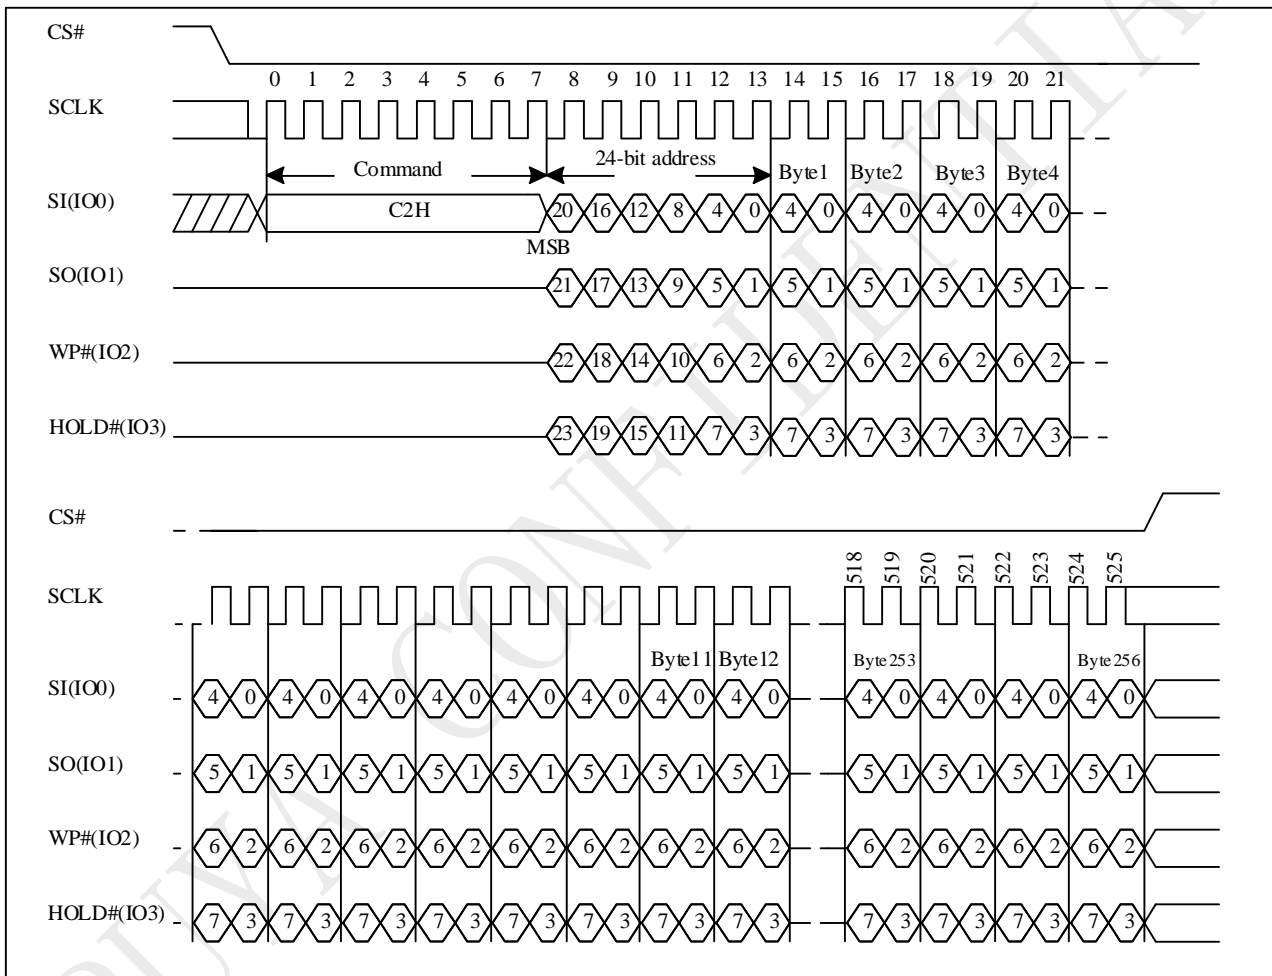 CS#
0 1 2 3 4 5 6 7 8 9 10 11 12 13 14 15 16 17 18 19 20 21
SCLK
Command 24-bit address Byte1 Byte2 Byte3 Byte4
SI(IO0) C2H 20 16 12 8 4 0 4 0 4 0 4 0 4 0
MSB
SO(IO1) 21 17 13 9 5 1 5 1 5 1 5 1 5 1
WP#(IO2) 22 18 14 10 6 2 6 2 6 2 6 2 6 2
HOLD#(IO3) 23 19 15 11 7 3 7 3 7 3 7 3 7 3
CS#
518 519 520 521 522 523 524 525
SCLK
Byte11 Byte12 Byte253 Byte256
SI(IO0) 4 0 4 0 4 0 4 0 4 0 4 0 4 0 4 0 4 0 4 0 4 0 4 0
SO(IO1) 5 1 5 1 5 1 5 1 5 1 5 1 5 1 5 1 5 1 5 1 5 1 5 1
WP#(IO2) 6 2 6 2 6 2 6 2 6 2 6 2 6 2 6 2 6 2 6 2 6 2 6 2
HOLD#(IO3) 7 3 7 3 7 3 7 3 7 3 7 3 7 3 7 3 7 3 7 3 7 3 7 3
PUYA CONFIDENTIAL